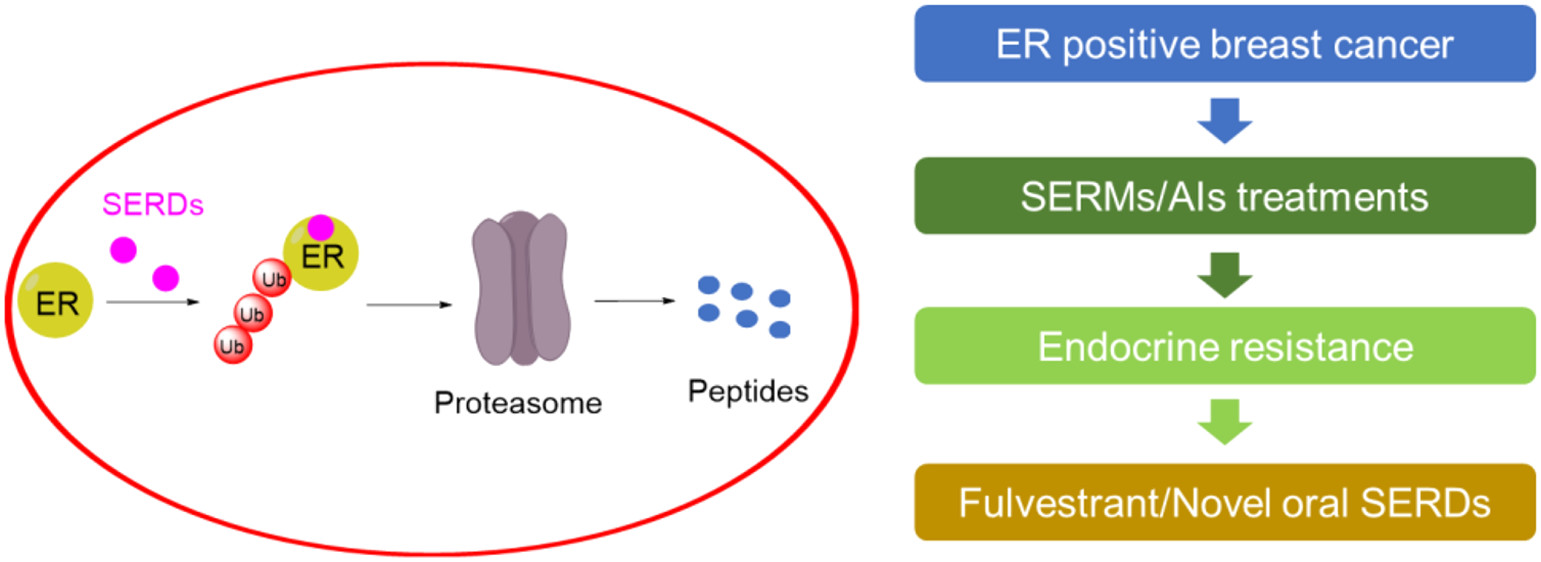 SERDs
ER
ER
Ub
Ub
Ub
Proteasome
Peptides
ER positive breast cancer
SERMs/AIs treatments
Endocrine resistance
Fulvestrant/Novel oral SERDs